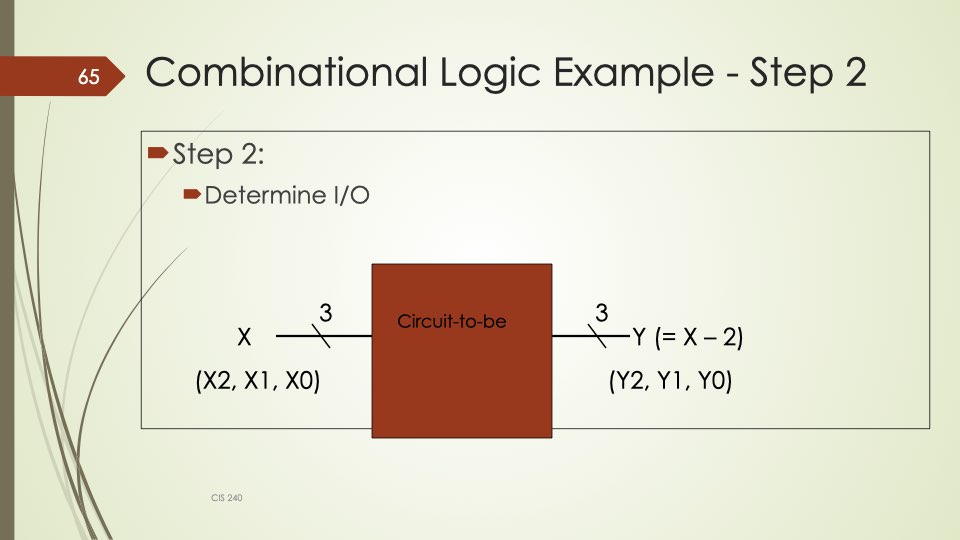 65
Combinational Logic Example - Step 2
Step 2:
Determine I/O
3
3
Circuit-to-be
X
Y (= X – 2)
(X2, X1, X0)
(Y2, Y1, Y0)
CIS 240